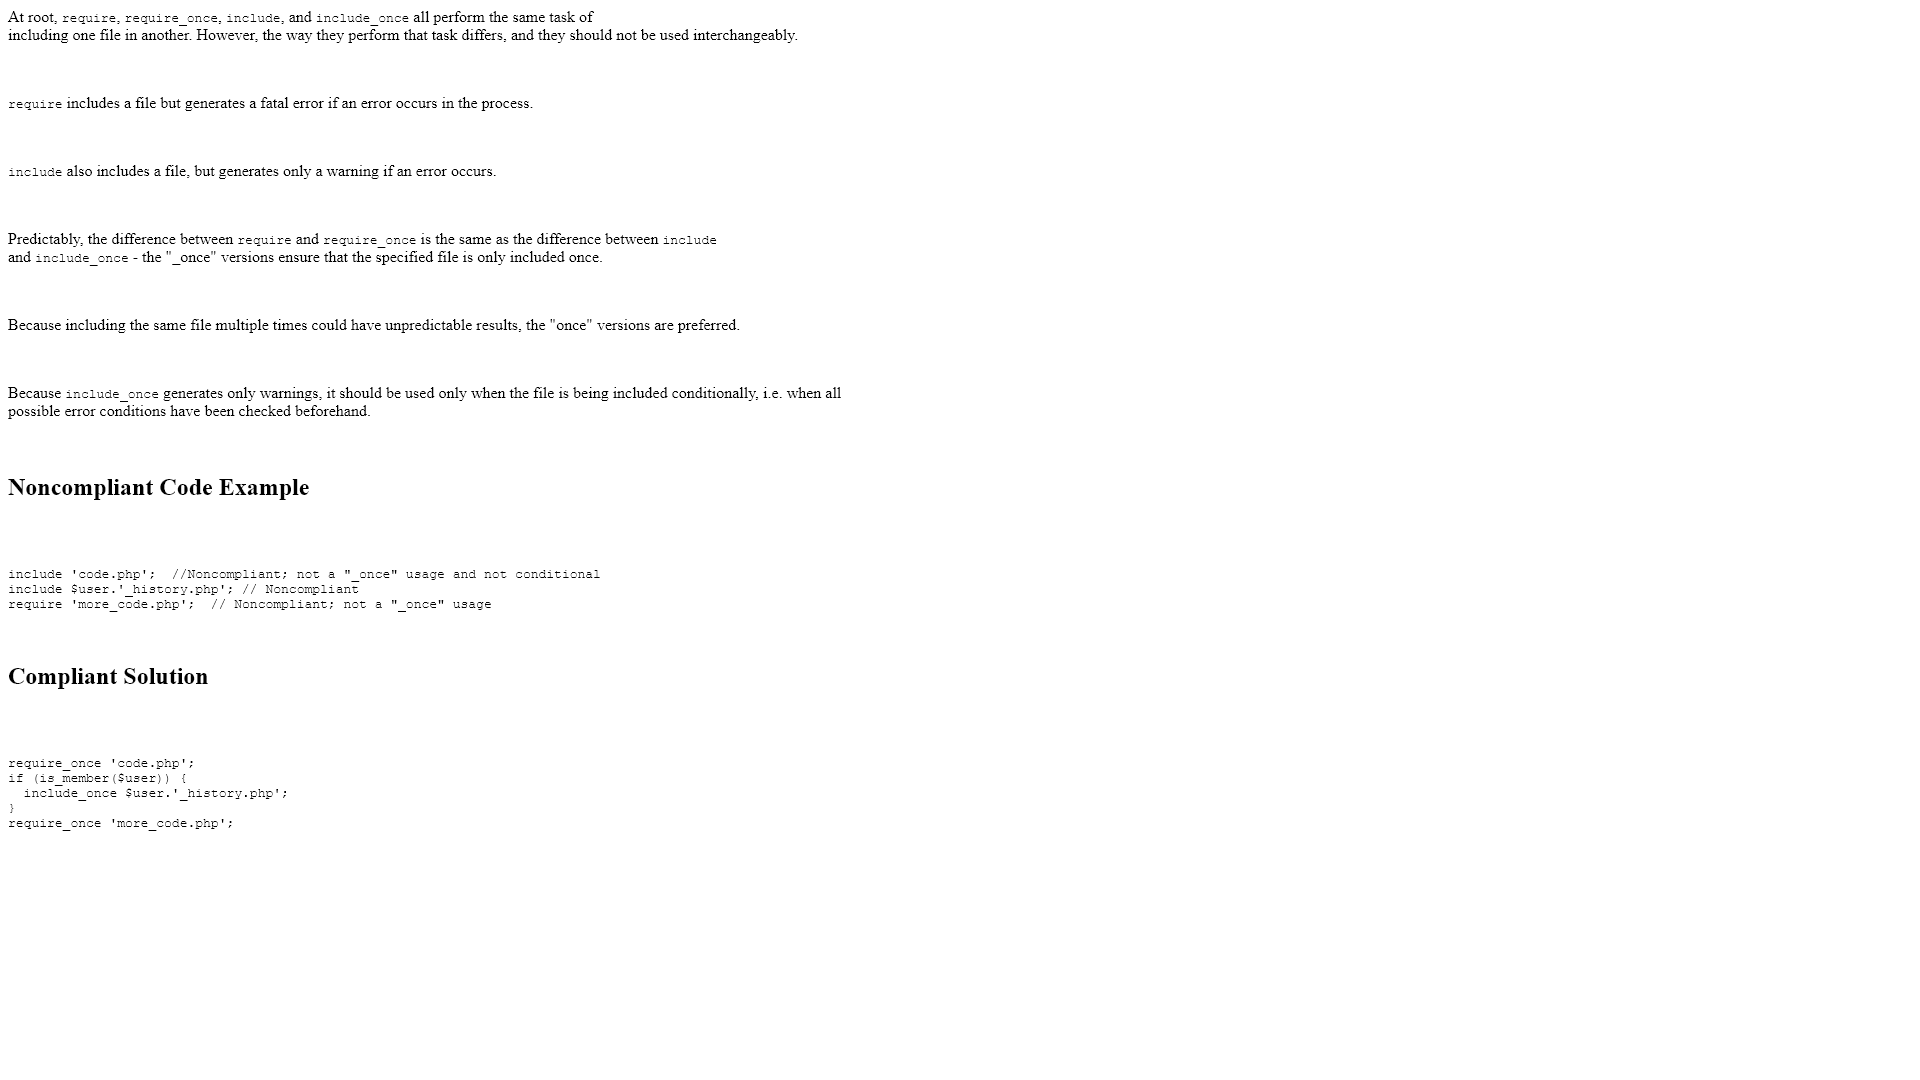 At root, require, require_once, include, and include_once all perform the same task of
including one file in another. However, the way they perform that task differs, and they should not be used interchangeably.
require includes a file but generates a fatal error if an error occurs in the process.
include also includes a file, but generates only a warning if an error occurs.
Predictably, the difference between require and require_once is the same as the difference between include
and include_once - the "_once" versions ensure that the specified file is only included once.
Because including the same file multiple times could have unpredictable results, the "once" versions are preferred.
Because include_once generates only warnings, it should be used only when the file is being included conditionally, i.e. when all
possible error conditions have been checked beforehand.
Noncompliant Code Example
include 'code.php';  //Noncompliant; not a "_once" usage and not conditional
include $user.'_history.php'; // Noncompliant
require 'more_code.php';  // Noncompliant; not a "_once" usage
Compliant Solution
require_once 'code.php';
if (is_member($user)) {
  include_once $user.'_history.php';
}
require_once 'more_code.php';